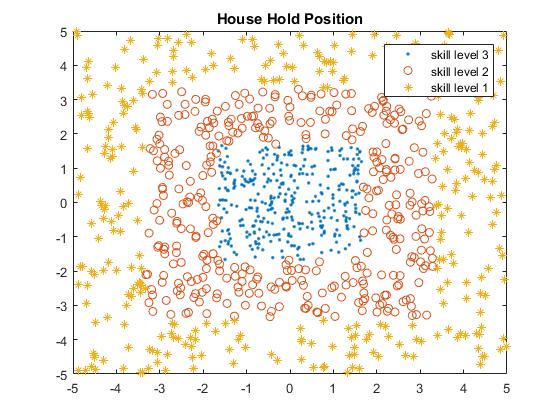 House Hold Position
skill level 3
skill level 2
skill level 1
5
4
3
2
1
0
-1
-2
-3
-4
-5
-5 -4 -3 -2 -1 0 1 2 3 4 5